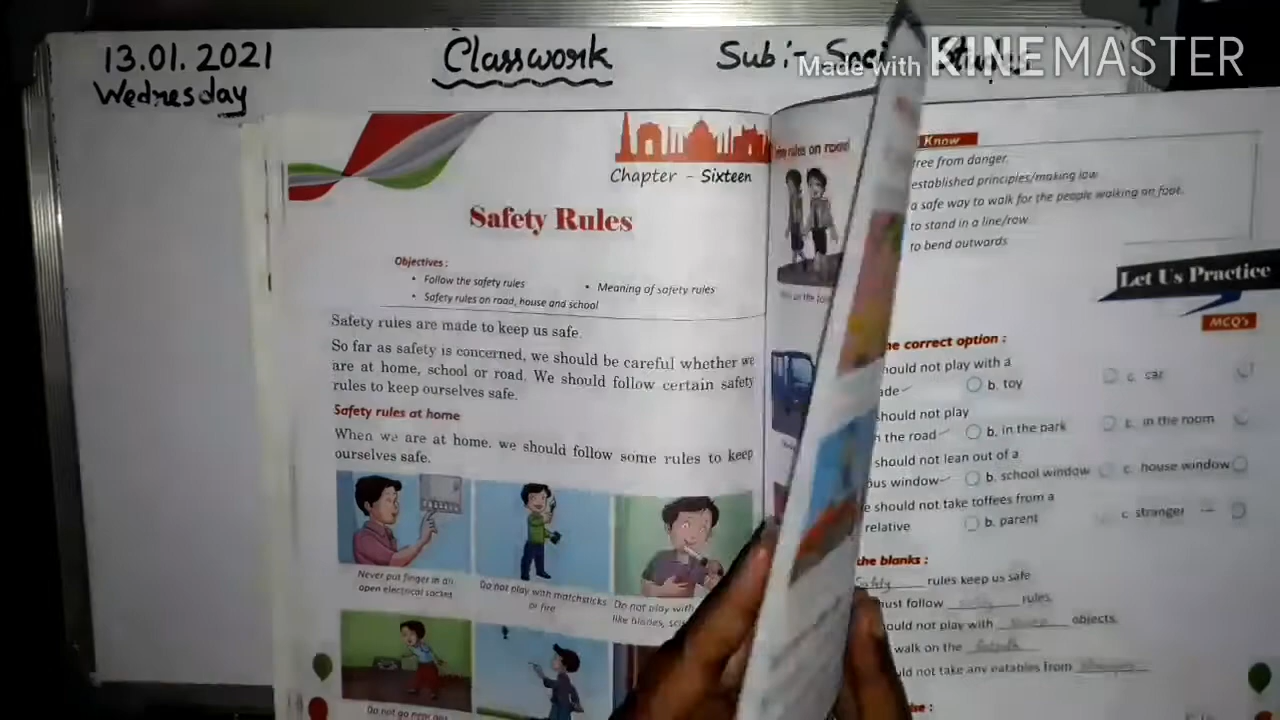 13.01.2021
Wednesday
Classwork
Sub:-
Made with KINEMASTER
Chapter - Sixteen
Safety Rules
Objectives :
• Follow the safety rules
• Meaning of safety rules
• Safety rules on road, house and school
Safety rules are made to keep us safe.
So far as safety is concerned, we should be careful whether we
are at home, school or road. We should follow certain safety
rules to keep ourselves safe.
Safety rules at home
When we are at home, we should follow some rules to keep
ourselves safe.
Never put finger in an
open electrical socket
Do not play with matchsticks
or fire
Do not play with
like blades,
rules on road
Know
free from danger.
established principles/making law
a safe way to walk for the people walking on foot.
to stand in a line/row
to bend outwards
Let Us Practice
MCQ's
correct option :
should not play with a
b. toy
c. car
should not play
the road
b. in the park
c. in the room
should not lean out of a
bus window
b. school window
c. house window
should not take toffees from a
relative
b. parent
c. stranger
the blanks :
Safety rules keep us safe
must follow rules
should not play with objects.
walk on the
not take any eatables from